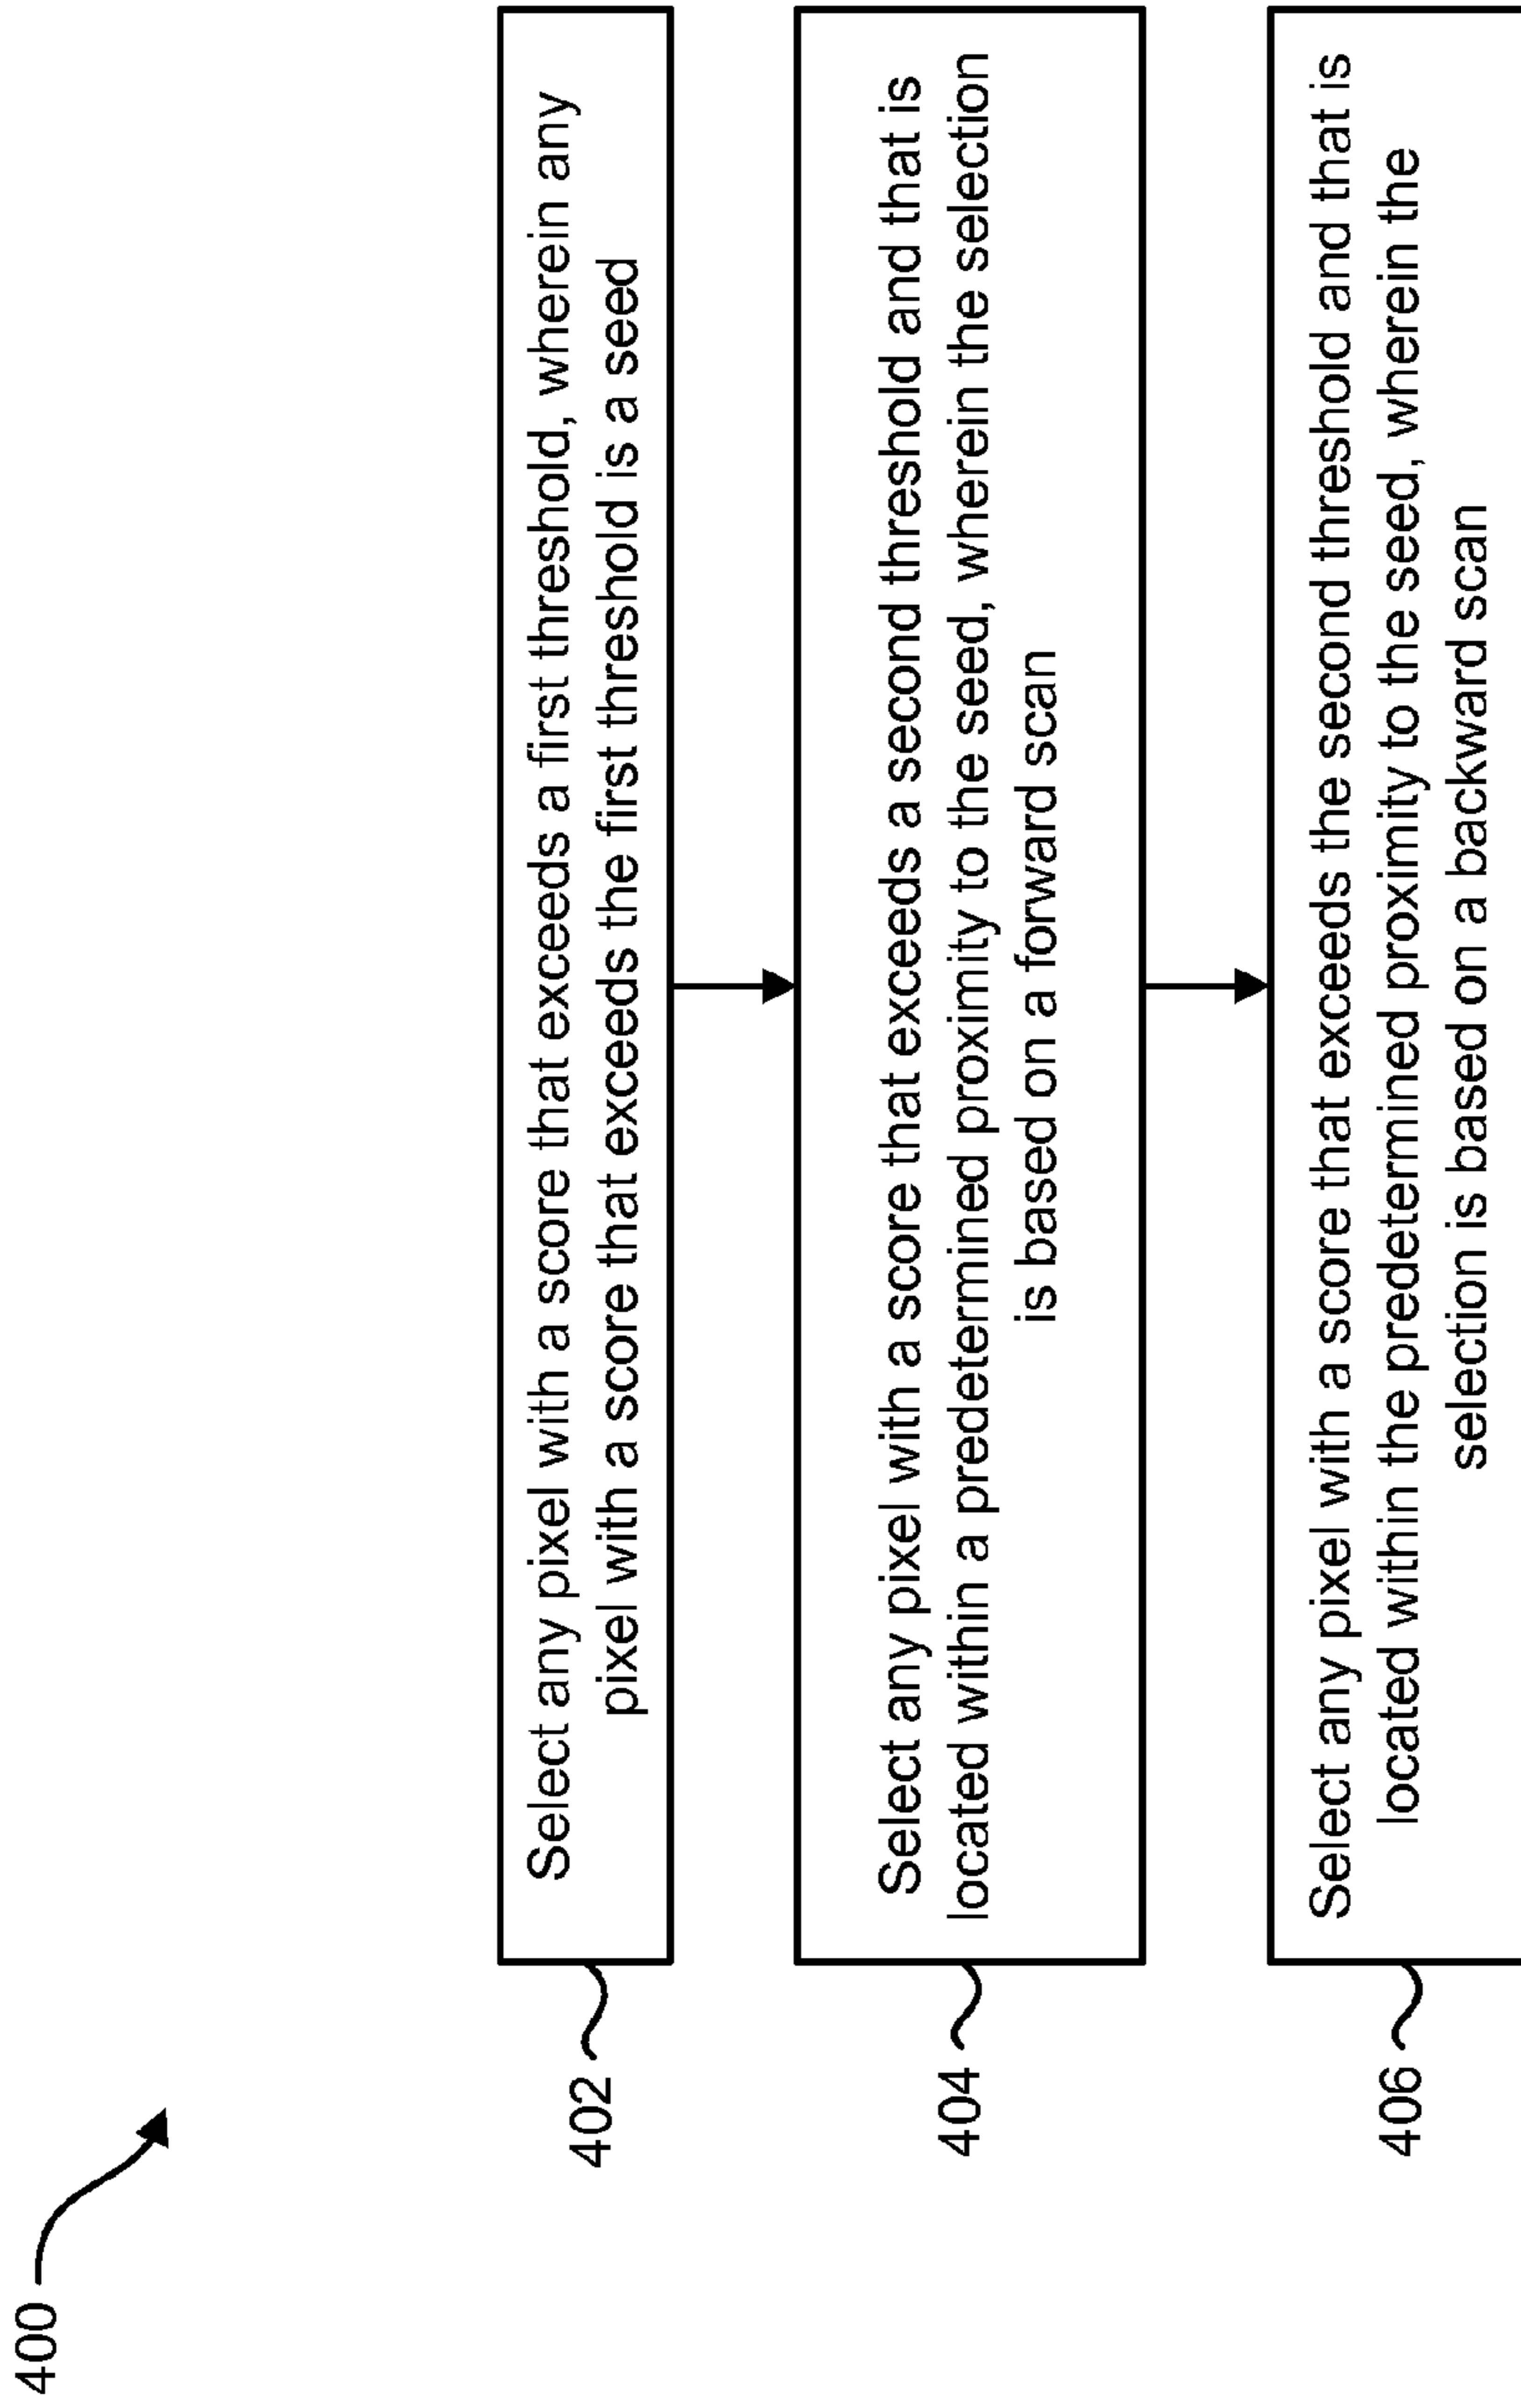 400
402
Select any pixel with a score that exceeds a first threshold, wherein any
pixel with a score that exceeds the first threshold is a seed
404
Select any pixel with a score that exceeds a second threshold and that is
located within a predetermined proximity to the seed, wherein the selection
is based on a forward scan
406
Select any pixel with a score that exceeds the second threshold and that is
located within the predetermined proximity to the seed, wherein the
selection is based on a backward scan